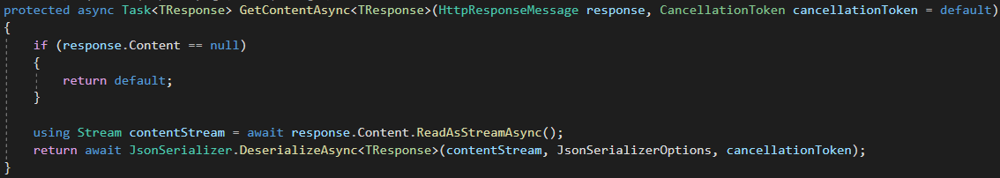 protected async Task<TResponse> GetContentAsync<TResponse>(HttpResponseMessage response, CancellationToken cancellationToken = default)
{
if (response.Content == null)
{
return default;
}
using Stream contentStream = await response.Content.ReadAsStreamAsync();
return await JsonSerializer.DeserializeAsync<TResponse>(contentStream, JsonSerializerOptions, cancellationToken);
}